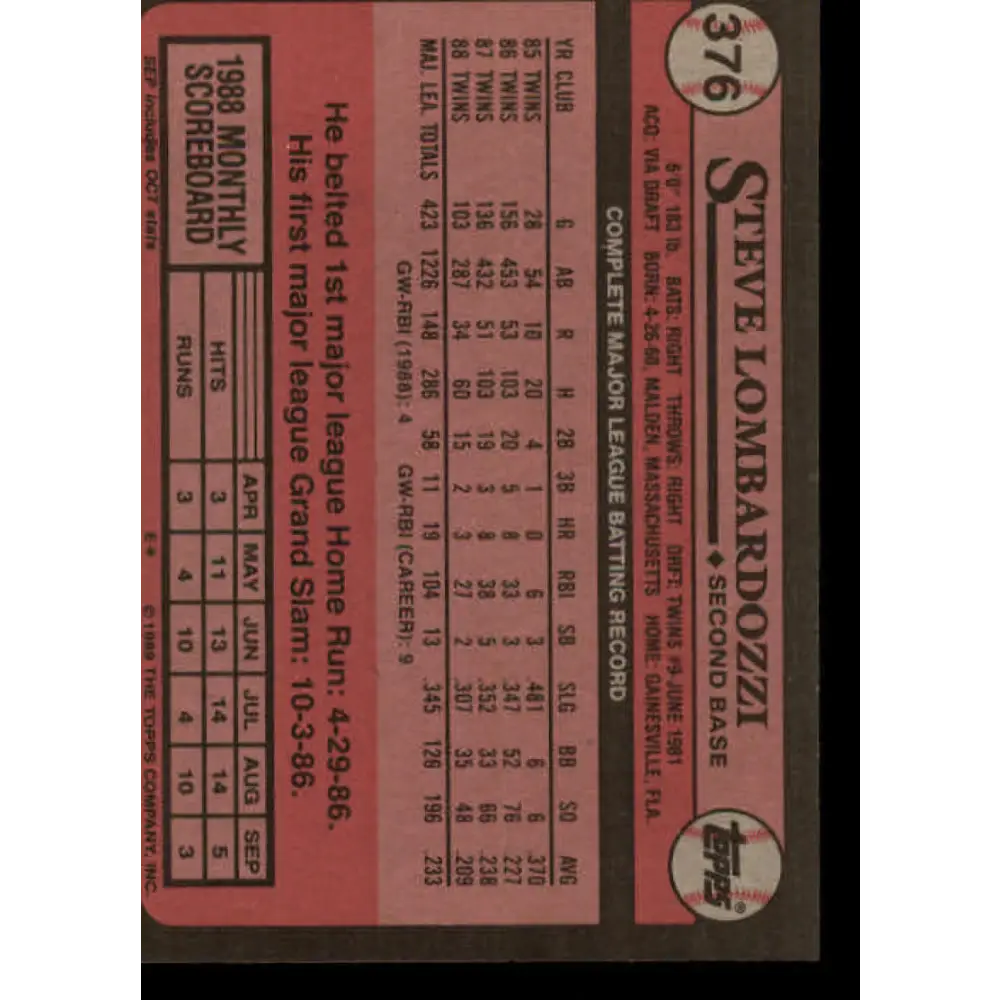 376
STEVE LOMBARDOZZI ♦ SECOND BASE
topps®
5'0" 183 lb. BATS: RIGHT THROWS: RIGHT DRFT: TWINS #9-JUNE 1981
ACQ: VIA DRAFT BORN: 4-26-60, MALDEN, MASSACHUSETTS HOME: GAINESVILLE, FLA.
COMPLETE MAJOR LEAGUE BATTING RECORD
YR CLUB G AB R H 2B 3B HR RBI SB SLG BB SO AVG
85 TWINS 28 54 10 20 4 1 0 6 3 .481 6 6 .370
86 TWINS 156 453 53 103 20 5 8 33 3 .347 52 76 .227
87 TWINS 136 432 51 103 19 3 8 38 5 .352 33 66 .238
88 TWINS 103 287 34 60 15 2 3 27 2 .307 35 48 .209
MAJ. LEA. TOTALS 423 1226 148 286 58 11 19 104 13 .345 126 196 .233
GW-RBI (1988): 4 GW-RBI (CAREER): 9
He belted 1st major league Home Run: 4-29-86.
His first major league Grand Slam: 10-3-86.
1988 MONTHLY
SCOREBOARD
APR MAY JUN JUL AUG SEP
HITS 3 11 13 14 14 5
RUNS 3 4 10 4 10 3
SEP includes OCT stats E* © 1989 THE TOPPS COMPANY, INC.